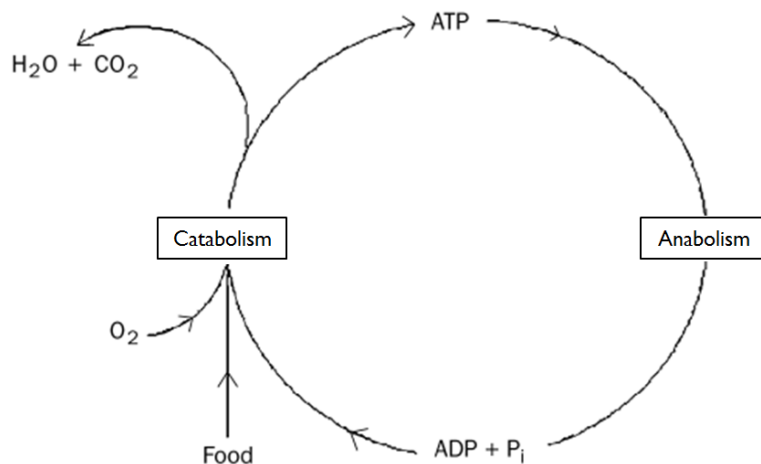 ATP
H₂O + CO₂
Catabolism
Anabolism
O₂
Food
ADP + Pᵢ